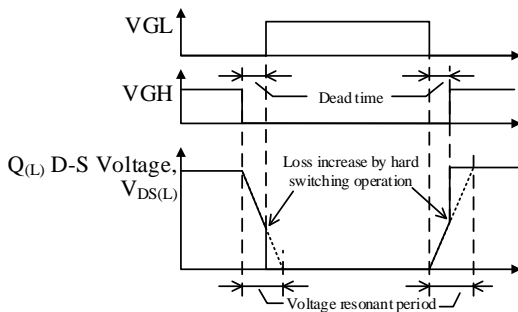 VGL
VGH
Dead time
Q(L) D-S Voltage,
VDS(L)
Loss increase by hard
switching operation
Voltage resonant period